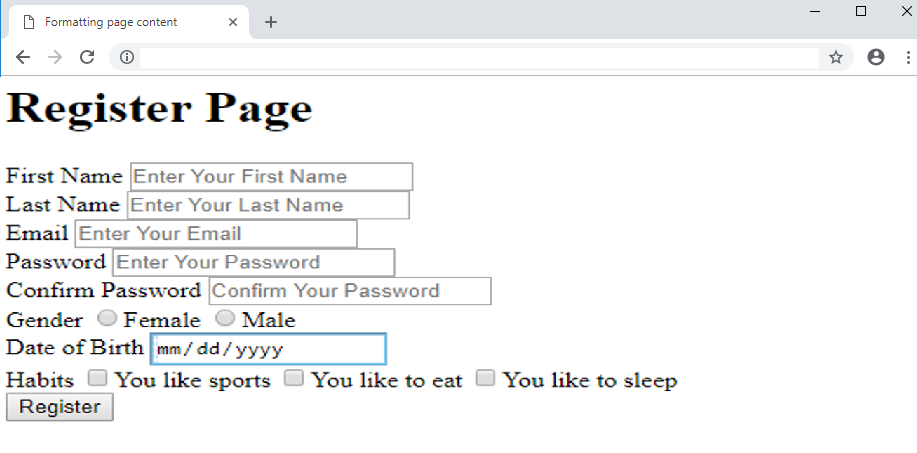 Formatting page content
Register Page
First Name Enter Your First Name
Last Name Enter Your Last Name
Email Enter Your Email
Password Enter Your Password
Confirm Password Confirm Your Password
Gender Female Male
Date of Birth mm/dd/yyyy
Habits You like sports You like to eat You like to sleep
Register